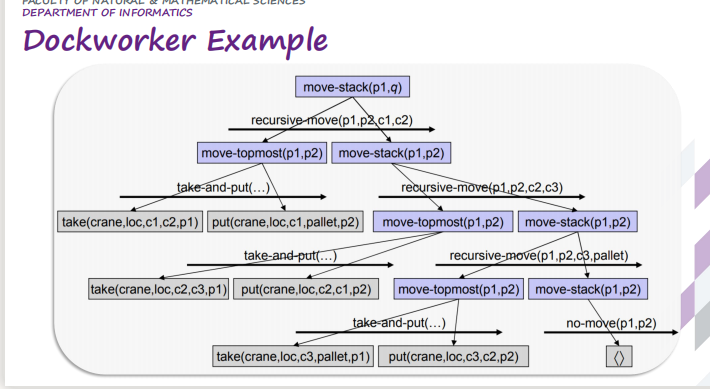 FACULTY OF NATURAL & MATHEMATICAL SCIENCES
DEPARTMENT OF INFORMATICS
Dockworker Example
move-stack(p1,q)
recursive-move(p1,p2,c1,c2)
move-topmost(p1,p2) move-stack(p1,p2)
take-and-put(…) recursive-move(p1,p2,c2,c3)
take(crane,loc,c1,c2,p1) put(crane,loc,c1,pallet,p2) move-topmost(p1,p2) move-stack(p1,p2)
take-and-put(…) recursive-move(p1,p2,c3,pallet)
take(crane,loc,c2,c3,p1) put(crane,loc,c2,c1,p2) move-topmost(p1,p2) move-stack(p1,p2)
take-and-put(…) no-move(p1,p2)
take(crane,loc,c3,pallet,p1) put(crane,loc,c3,c2,p2) ⟨⟩